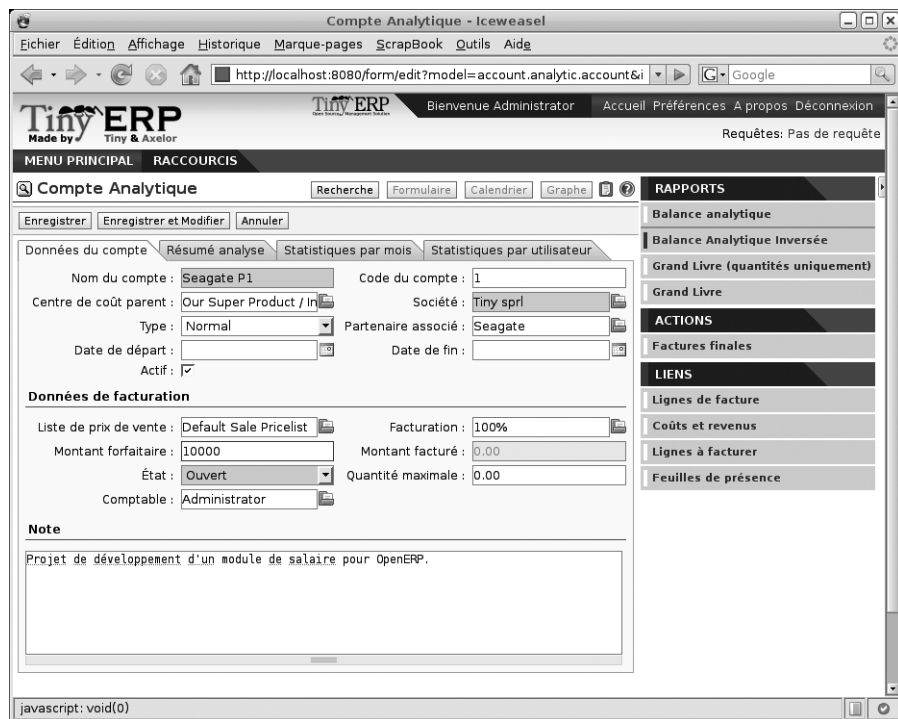 Compte Analytique - Iceweasel
Fichier Édition Affichage Historique Marque-pages ScrapBook Outils Aide
http://localhost:8080/form/edit?model=account.analytic.account&i G Google
Tiny ERP
Made by Tiny & Axelor
Tiny ERP
Open Source Management Solution
Bienvenue Administrator Accueil Préférences A propos Déconnexion
Requêtes: Pas de requête
MENU PRINCIPAL RACCOURCIS
Compte Analytique Recherche Formulaire Calendrier Graphe
Enregistrer Enregistrer et Modifier Annuler
Données du compte Résumé analyse Statistiques par mois Statistiques par utilisateur
Nom du compte : Seagate P1 Code du compte : 1
Centre de coût parent : Our Super Product / In Société : Tiny sprl
Type : Normal Partenaire associé : Seagate
Date de départ : Date de fin :
Actif :
Données de facturation
Liste de prix de vente : Default Sale Pricelist Facturation : 100%
Montant forfaitaire : 10000 Montant facturé : 0.00
État : Ouvert Quantité maximale : 0.00
Comptable : Administrator
Note
Projet de développement d'un module de salaire pour OpenERP.
RAPPORTS
Balance analytique
Balance Analytique Inversée
Grand Livre (quantités uniquement)
Grand Livre
ACTIONS
Factures finales
LIENS
Lignes de facture
Coûts et revenus
Lignes à facturer
Feuilles de présence
javascript: void(0)